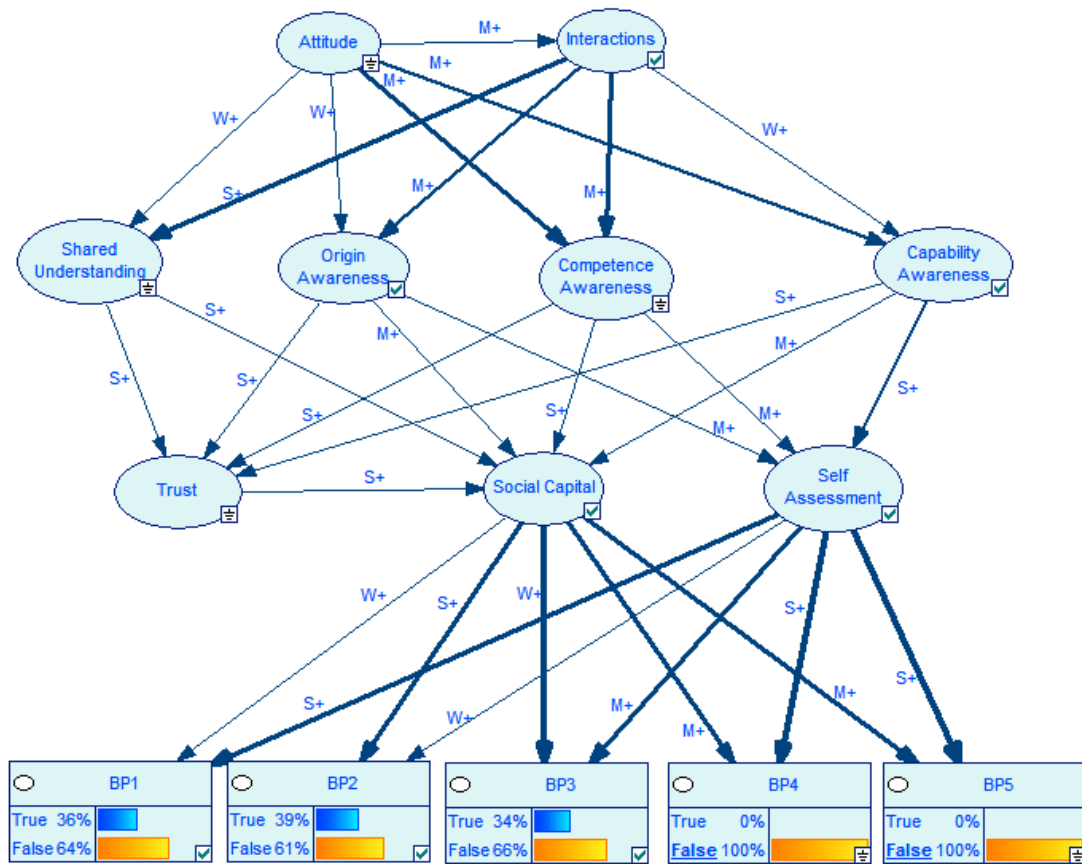 Attitude
M+
Interactions
M+
M+
W+
W+
W+
S+
M+
M+
Shared
Understanding
Origin
Awareness
Competence
Awareness
Capability
Awareness
S+
S+
M+
M+
S+
S+
S+
S+
S+
M+
M+
Trust
S+
Social Capital
Self
Assessment
W+
S+
W+
S+
S+
S+
M+
W+
M+
M+
BP1
True 36%
False 64%
BP2
True 39%
False 61%
BP3
True 34%
False 66%
BP4
True 0%
False 100%
BP5
True 0%
False 100%